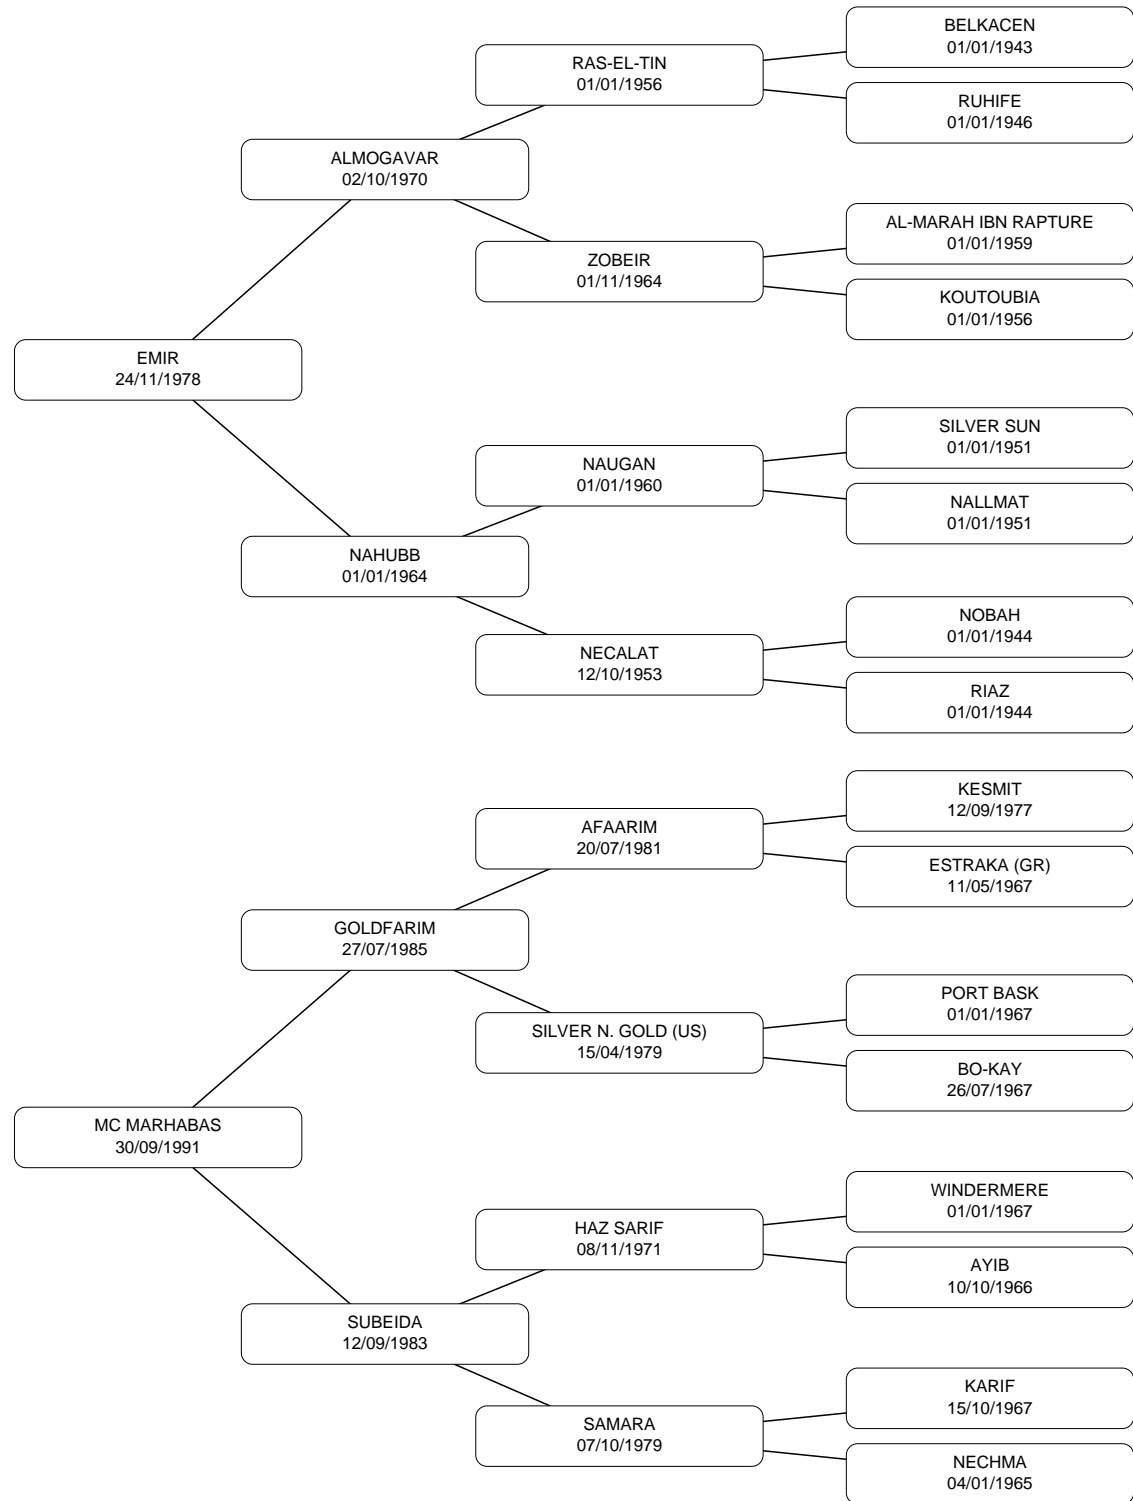 BELKACEN
01/01/1943
RAS-EL-TIN
01/01/1956
RUHIFE
01/01/1946
ALMOGAVAR
02/10/1970
AL-MARAH IBN RAPTURE
01/01/1959
ZOBEIR
01/11/1964
KOUTOUBIA
01/01/1956
EMIR
24/11/1978
SILVER SUN
01/01/1951
NAUGAN
01/01/1960
NALLMAT
01/01/1951
NAHUBB
01/01/1964
NOBAH
01/01/1944
NECALAT
12/10/1953
RIAZ
01/01/1944
KESMIT
12/09/1977
AFAARIM
20/07/1981
ESTRAKA (GR)
11/05/1967
GOLDFARIM
27/07/1985
PORT BASK
01/01/1967
SILVER N. GOLD (US)
15/04/1979
BO-KAY
26/07/1967
MC MARHABAS
30/09/1991
WINDERMERE
01/01/1967
HAZ SARIF
08/11/1971
AYIB
10/10/1966
SUBEIDA
12/09/1983
KARIF
15/10/1967
SAMARA
07/10/1979
NECHMA
04/01/1965